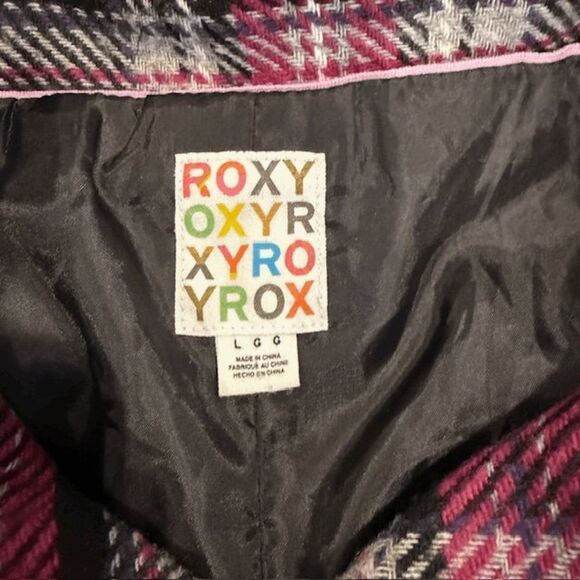 ROXY
OXYR
XYRO
YROX
L G G
MADE IN CHINA
FABRIQUÉ AU CHINE
HECHO EN CHINA